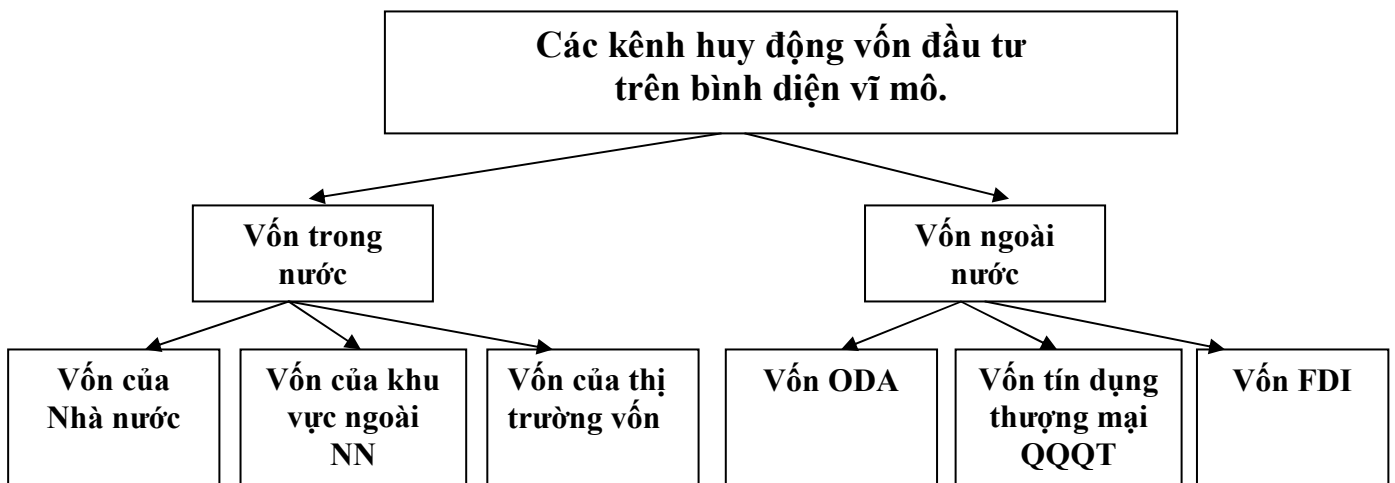 Các kênh huy động vốn đầu tư
trên bình diện vĩ mô.
Vốn trong
nước
Vốn ngoài
nước
Vốn của
Nhà nước
Vốn của khu
vực ngoài
NN
Vốn của thị
trường vốn
Vốn ODA
Vốn tín dụng
thượng mại
QQQT
Vốn FDI